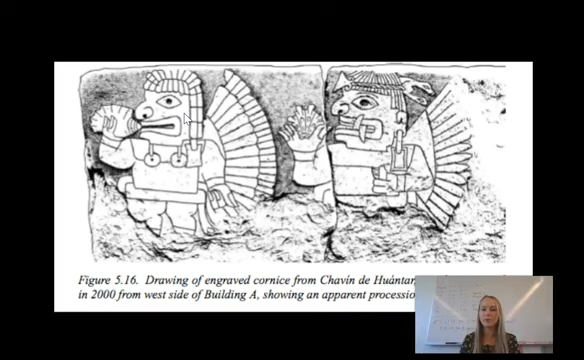 Figure 5.16. Drawing of engraved cornice from Chavín de Huántar,
in 2000 from west side of Building A, showing an apparent procession